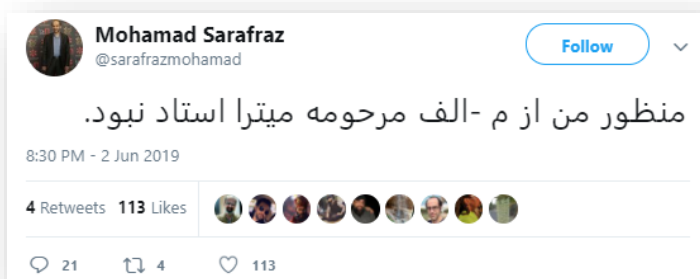 Mohamad Sarafraz
@sarafrazmohamad
Follow
منظور من از م -الف مرحومه میترا استاد نبود.
8:30 PM - 2 Jun 2019
4 Retweets 113 Likes
21 4 113